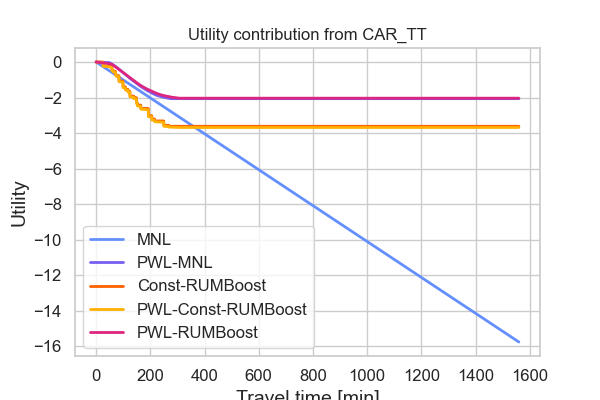 Utility contribution from CAR_TT
0
−2
−4
−6
−8
−10
−12
−14
−16
Utility
MNL
PWL-MNL
Const-RUMBoost
PWL-Const-RUMBoost
PWL-RUMBoost
0 200 400 600 800 1000 1200 1400 1600
Travel time [min]